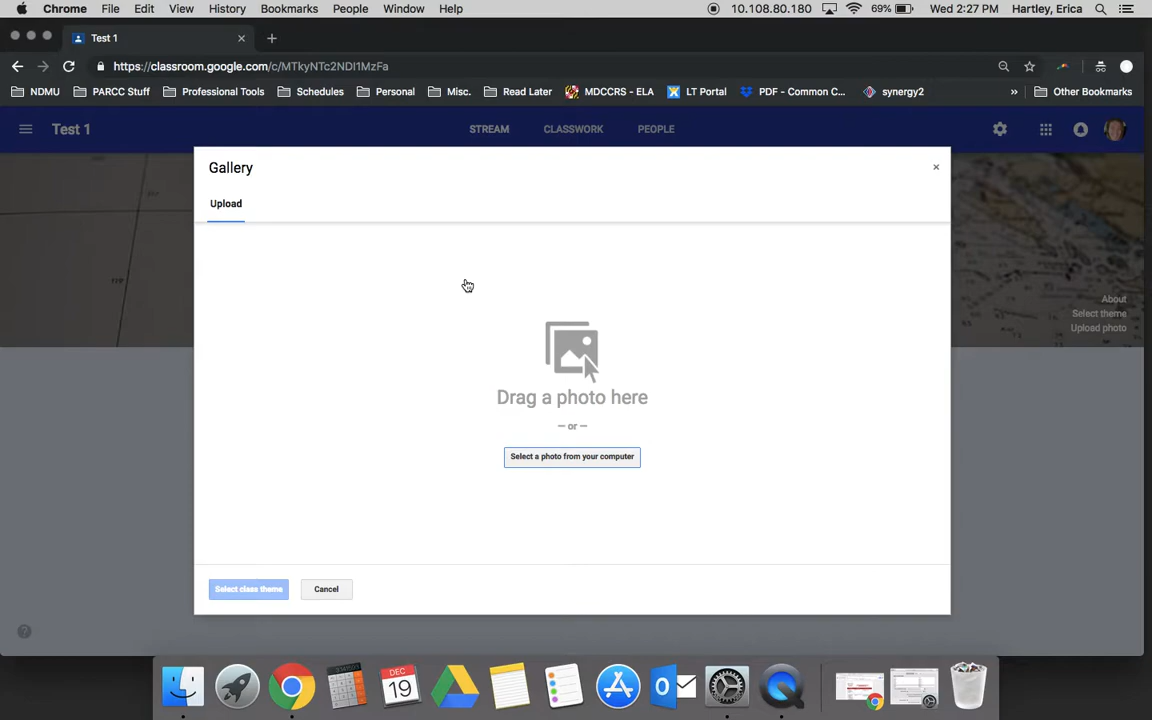 Chrome File Edit View History Bookmarks People Window Help 10.108.80.180 69% Wed 2:27 PM Hartley, Erica
Test 1
https://classroom.google.com/c/MTkyNTc2NDI1MzFa
NDMU PARCC Stuff Professional Tools Schedules Personal Misc. Read Later MDCCRS - ELA LT Portal PDF - Common C... synergy2 » Other Bookmarks
Test 1 STREAM CLASSWORK PEOPLE
Gallery
Upload
About
Select theme
Upload photo
Drag a photo here
— or —
Select a photo from your computer
Select class theme Cancel
DEC
19